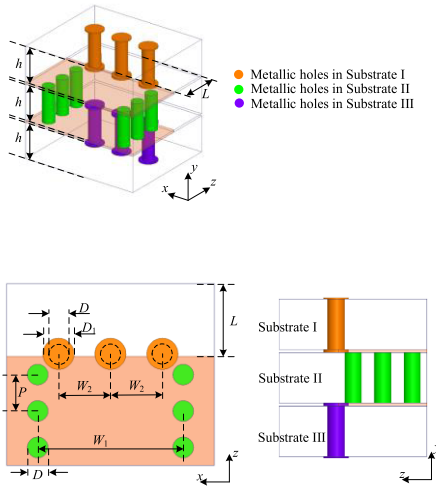 h
h
h
L
Metallic holes in Substrate I
Metallic holes in Substrate II
Metallic holes in Substrate III
y
x
z
D
D₁
L
P
W₂
W₂
W₁
D
z
x
Substrate I
Substrate II
Substrate III
z